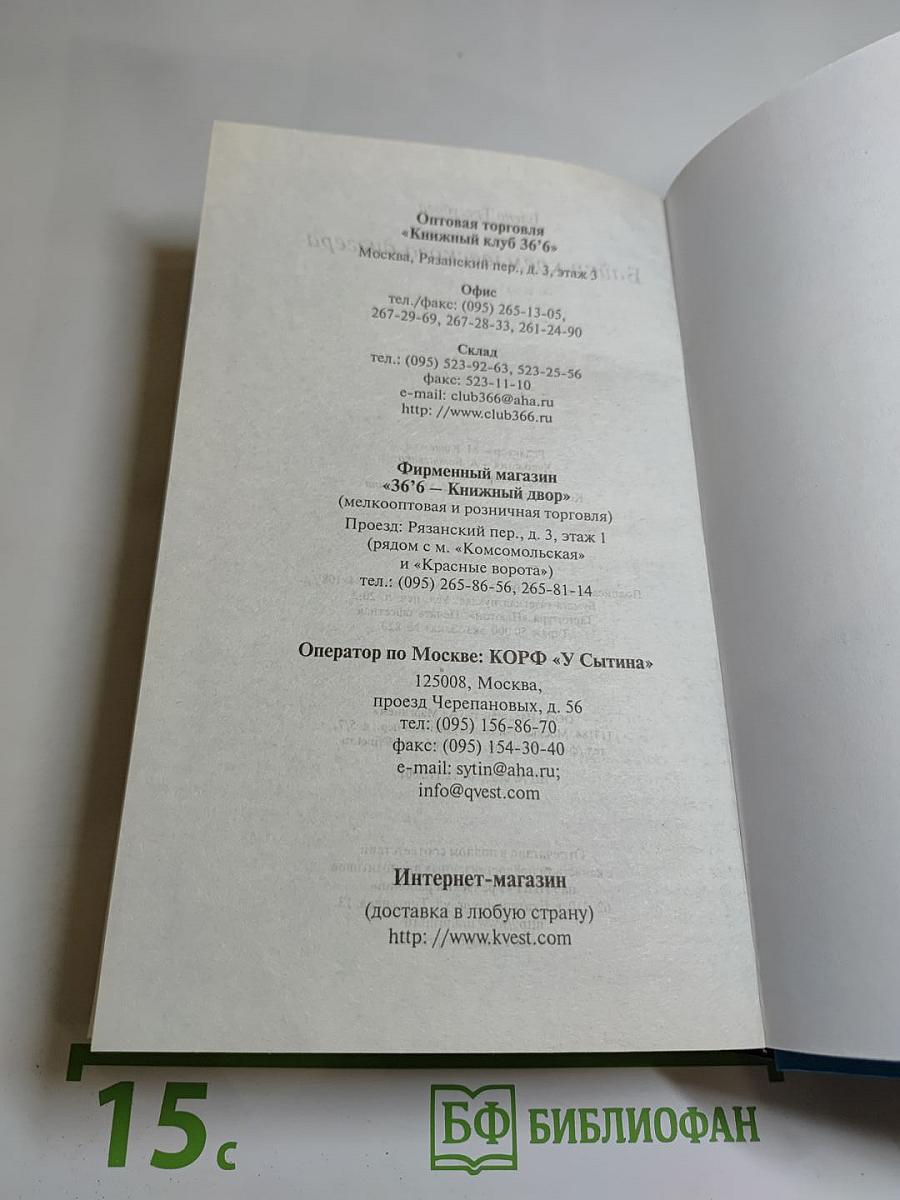 Оптовая торговля
«Книжный клуб 36’6»
Москва, Рязанский пер., д. 3, этаж 3
Офис
тел./факс: (095) 265-13-05,
267-29-69, 267-28-33, 261-24-90
Склад
тел.: (095) 523-92-63, 523-25-56
факс: 523-11-10
e-mail: club366@aha.ru
http: //www.club366.ru
Фирменный магазин
«36’6 — Книжный двор»
(мелкооптовая и розничная торговля)
Проезд: Рязанский пер., д. 3, этаж 1
(рядом с м. «Комсомольская»
и «Красные ворота»)
тел.: (095) 265-86-56, 265-81-14
Оператор по Москве: КОРФ «У Сытина»
125008, Москва,
проезд Черепановых, д. 56
тел: (095) 156-86-70
факс: (095) 154-30-40
e-mail: sytin@aha.ru;
info@qvest.com
Интернет-магазин
(доставка в любую страну)
http: //www.kvest.com
15 с
БФ БИБЛИОФАН